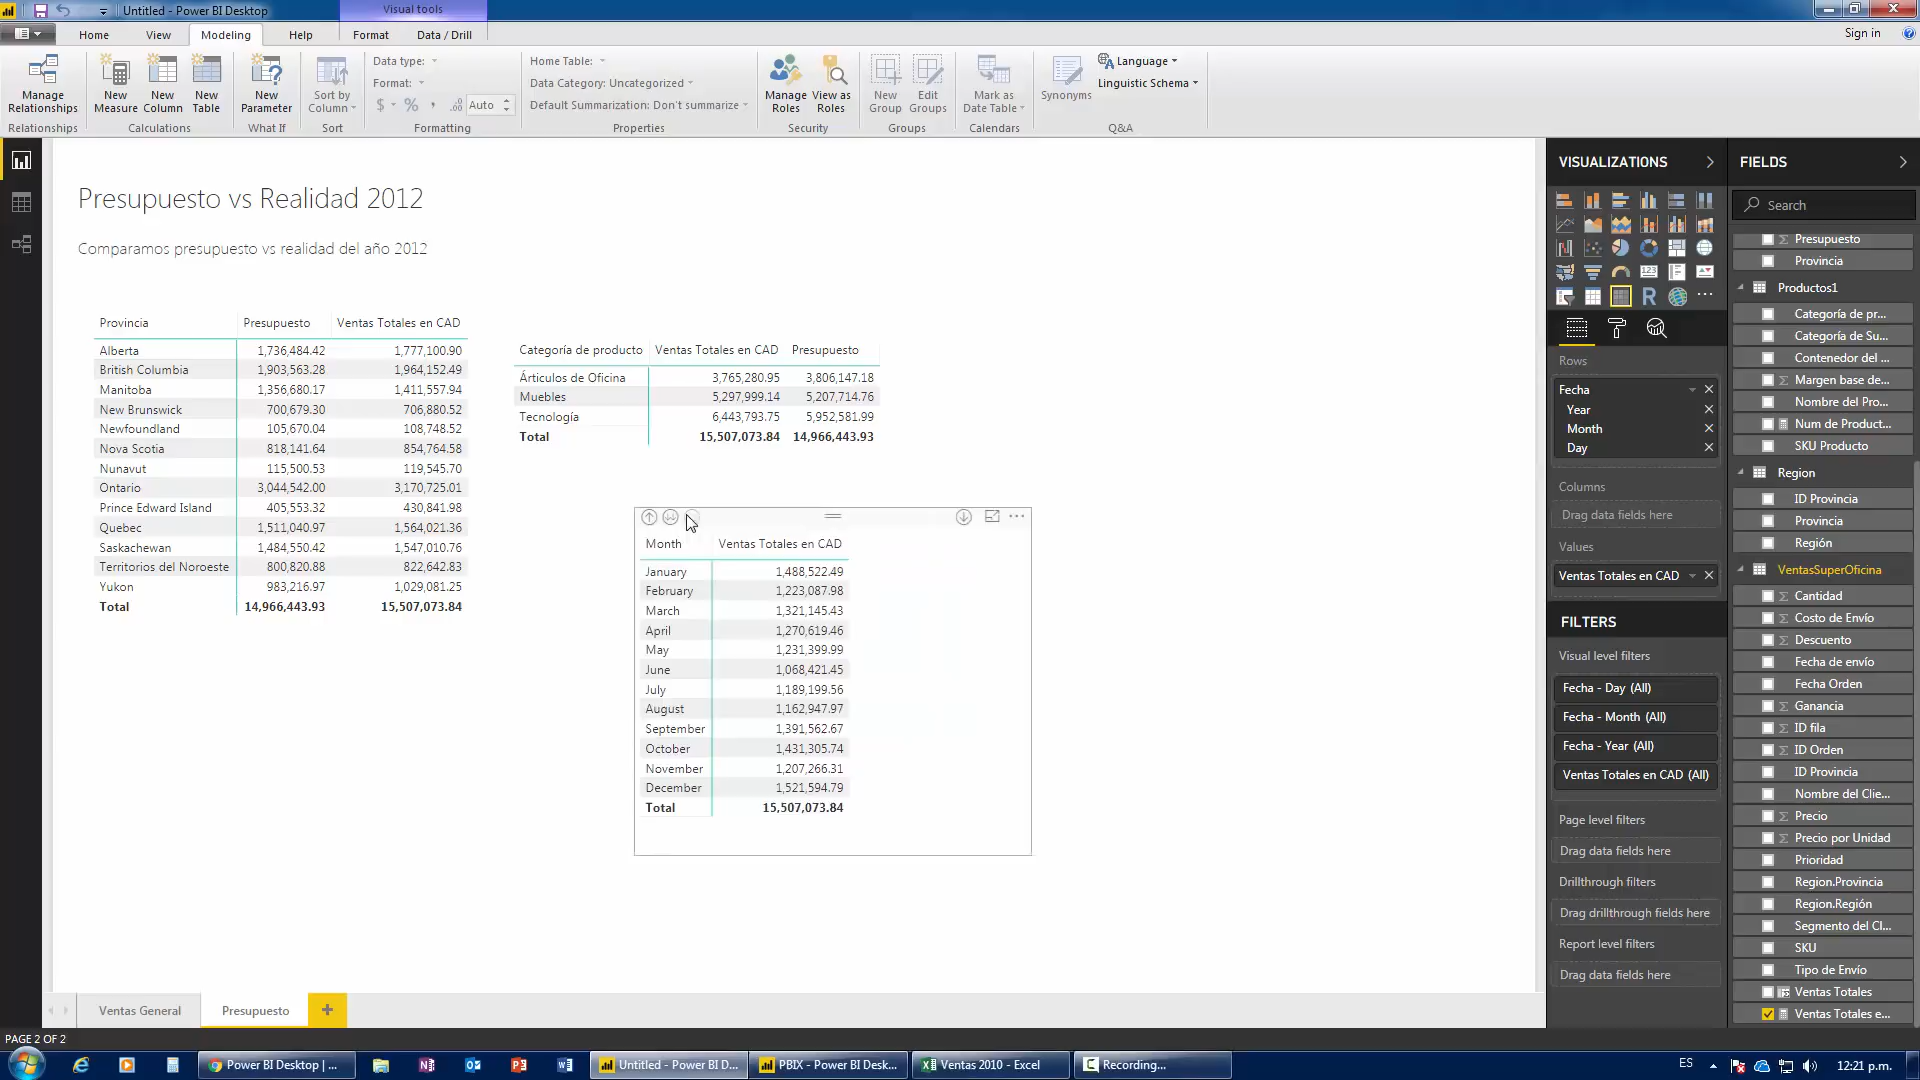 Untitled - Power BI Desktop
Visual tools
Home
View
Modeling
Help
Format
Data / Drill
Sign in
Manage Relationships
New Measure
New Column
New Table
New Parameter
Sort by Column
Data type:
Format:
$ % , Auto
Home Table:
Data Category: Uncategorized
Default Summarization: Don't summarize
Manage Roles
View as Roles
New Group
Edit Groups
Mark as Date Table
Synonyms
Language
Linguistic Schema
Relationships
Calculations
What If
Sort
Formatting
Properties
Security
Groups
Calendars
Q&A
Presupuesto vs Realidad 2012
Comparamos presupuesto vs realidad del año 2012
Provincia Presupuesto Ventas Totales en CAD
Alberta 1,736,484.42 1,777,100.90
British Columbia 1,903,563.28 1,964,152.49
Manitoba 1,356,680.17 1,411,557.94
New Brunswick 700,679.30 706,880.52
Newfoundland 105,670.04 108,748.52
Nova Scotia 818,141.64 854,764.58
Nunavut 115,500.53 119,545.70
Ontario 3,044,542.00 3,170,725.01
Prince Edward Island 405,553.32 430,841.98
Quebec 1,511,040.97 1,564,021.36
Saskachewan 1,484,550.42 1,547,010.76
Territorios del Noroeste 800,820.88 822,642.83
Yukon 983,216.97 1,029,081.25
Total 14,966,443.93 15,507,073.84
Categoría de producto Ventas Totales en CAD Presupuesto
Árticulos de Oficina 3,765,280.95 3,806,147.18
Muebles 5,297,999.14 5,207,714.76
Tecnología 6,443,793.75 5,952,581.99
Total 15,507,073.84 14,966,443.93
Month Ventas Totales en CAD
January 1,488,522.49
February 1,223,087.98
March 1,321,145.43
April 1,270,619.46
May 1,231,399.99
June 1,068,421.45
July 1,189,199.56
August 1,162,947.97
September 1,391,562.67
October 1,431,305.74
November 1,207,266.31
December 1,521,594.79
Total 15,507,073.84
VISUALIZATIONS
123
R
Rows
Fecha
Year
Month
Day
Columns
Drag data fields here
Values
Ventas Totales en CAD
FILTERS
Visual level filters
Fecha - Day (All)
Fecha - Month (All)
Fecha - Year (All)
Ventas Totales en CAD (All)
Page level filters
Drag data fields here
Drillthrough filters
Drag drillthrough fields here
Report level filters
Drag data fields here
FIELDS
Search
Presupuesto
Provincia
Productos1
Categoría de pr...
Categoría de Su...
Contenedor del ...
Margen base de...
Nombre del Pro...
Num de Product...
SKU Producto
Region
ID Provincia
Provincia
Región
VentasSuperOficina
Cantidad
Costo de Envío
Descuento
Fecha de envío
Fecha Orden
Ganancia
ID fila
ID Orden
ID Provincia
Nombre del Clie...
Precio
Precio por Unidad
Prioridad
Region.Provincia
Region.Región
Segmento del Cl...
SKU
Tipo de Envío
Ventas Totales
Ventas Totales e...
Ventas General
Presupuesto
+
PAGE 2 OF 2
Power BI Desktop | ...
Untitled - Power BI D...
PBIX - Power BI Desk...
Ventas 2010 - Excel
Recording...
ES
12:21 p.m.